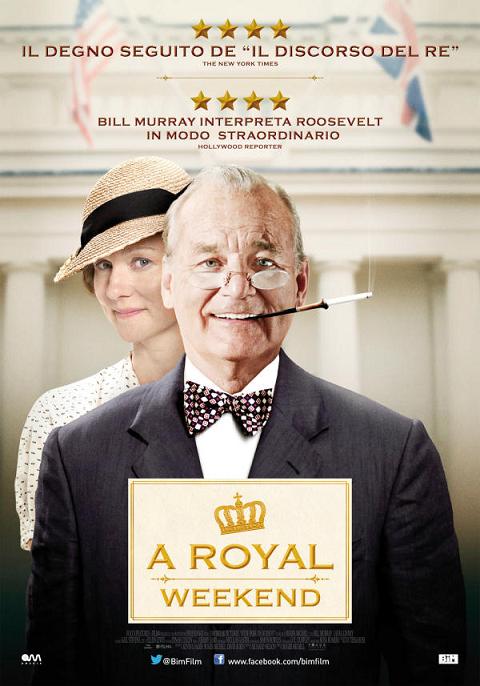 IL DEGNO SEGUITO DE “IL DISCORSO DEL RE”
THE NEW YORK TIMES
BILL MURRAY INTERPRETA ROOSEVELT
IN MODO STRAORDINARIO
HOLLYWOOD REPORTER
A ROYAL
WEEKEND
@BimFilm
www.facebook.com/bimfilm
BiM